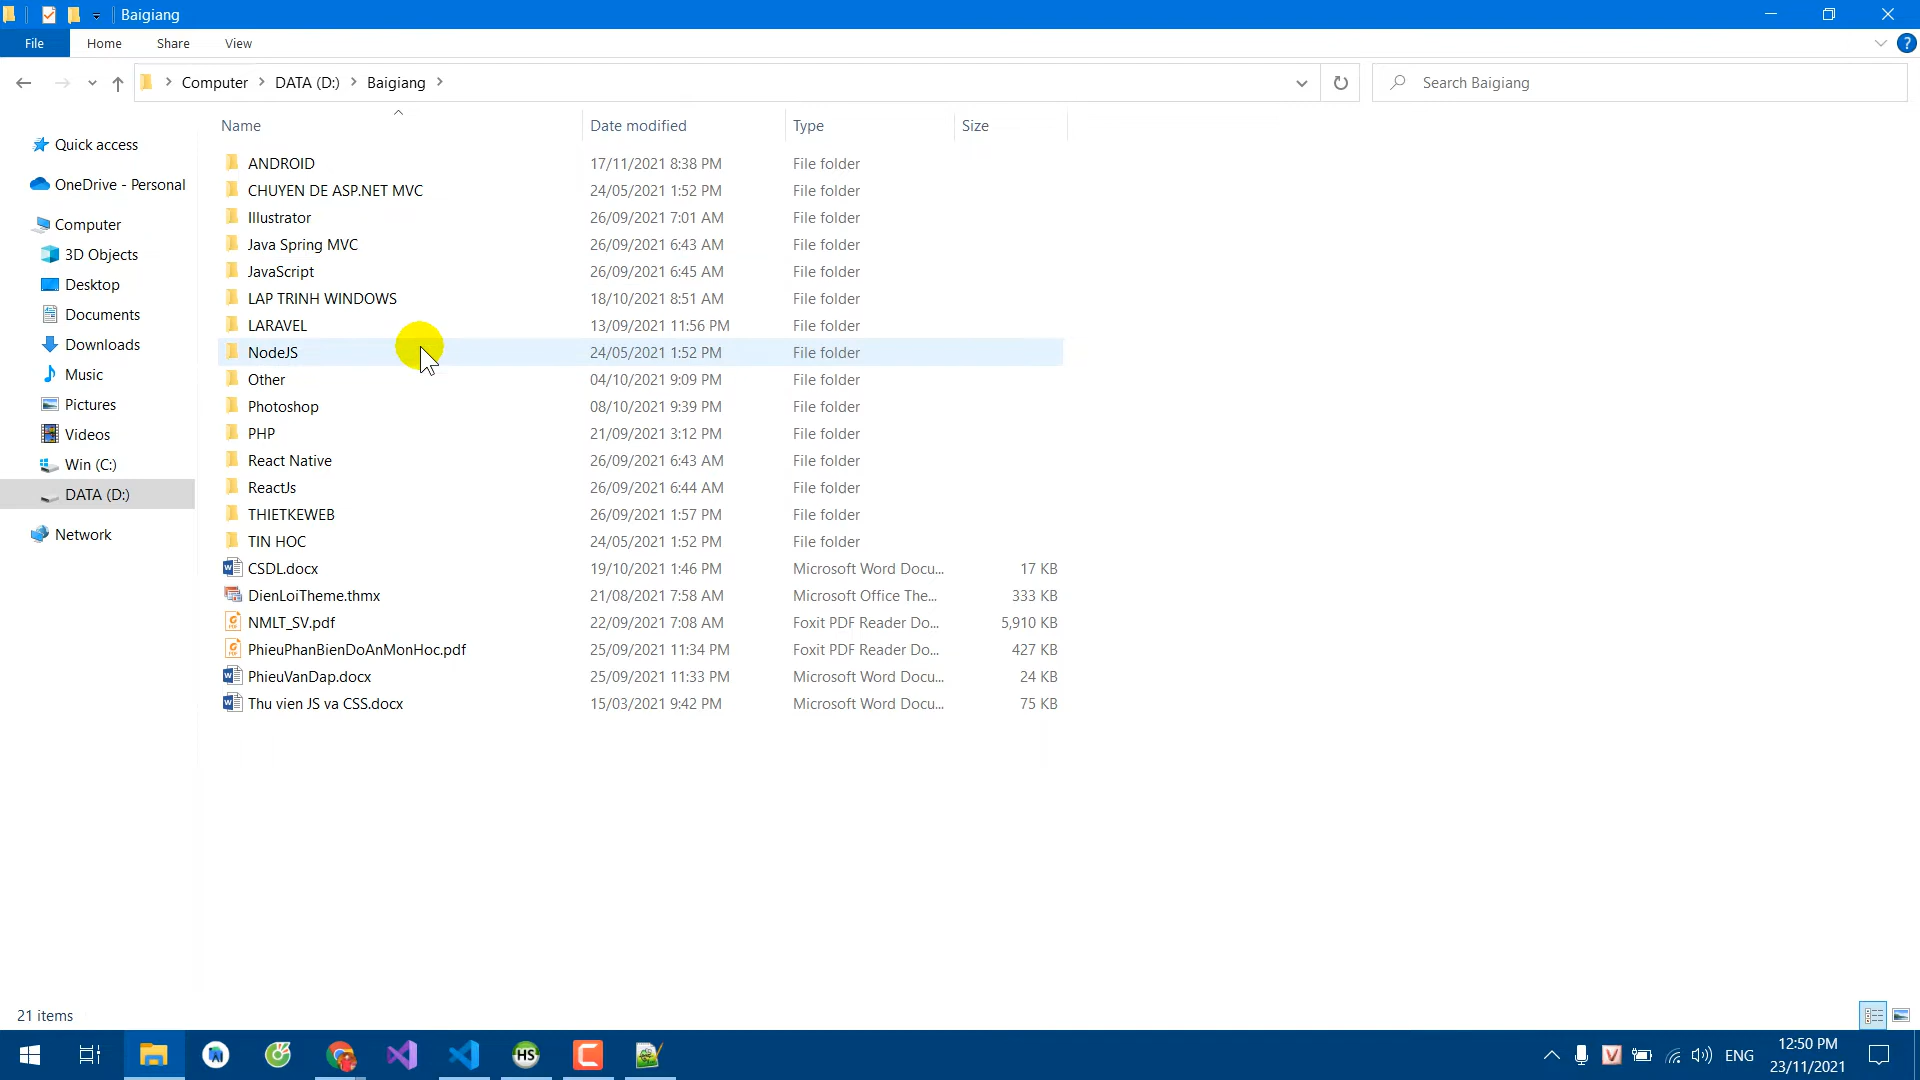 Baigiang
File Home Share View
Computer DATA (D:) Baigiang
Search Baigiang
Name Date modified Type Size
Quick access
OneDrive - Personal
Computer
3D Objects
Desktop
Documents
Downloads
Music
Pictures
Videos
Win (C:)
DATA (D:)
Network
ANDROID 17/11/2021 8:38 PM File folder
CHUYEN DE ASP.NET MVC 24/05/2021 1:52 PM File folder
Illustrator 26/09/2021 7:01 AM File folder
Java Spring MVC 26/09/2021 6:43 AM File folder
JavaScript 26/09/2021 6:45 AM File folder
LAP TRINH WINDOWS 18/10/2021 8:51 AM File folder
LARAVEL 13/09/2021 11:56 PM File folder
NodeJS 24/05/2021 1:52 PM File folder
Other 04/10/2021 9:09 PM File folder
Photoshop 08/10/2021 9:39 PM File folder
PHP 21/09/2021 3:12 PM File folder
React Native 26/09/2021 6:43 AM File folder
ReactJs 26/09/2021 6:44 AM File folder
THIETKEWEB 26/09/2021 1:57 PM File folder
TIN HOC 24/05/2021 1:52 PM File folder
CSDL.docx 19/10/2021 1:46 PM Microsoft Word Docu... 17 KB
DienLoiTheme.thmx 21/08/2021 7:58 AM Microsoft Office The... 333 KB
NMLT_SV.pdf 22/09/2021 7:08 AM Foxit PDF Reader Do... 5,910 KB
PhieuPhanBienDoAnMonHoc.pdf 25/09/2021 11:34 PM Foxit PDF Reader Do... 427 KB
PhieuVanDap.docx 25/09/2021 11:33 PM Microsoft Word Docu... 24 KB
Thu vien JS va CSS.docx 15/03/2021 9:42 PM Microsoft Word Docu... 75 KB
21 items
HS
V
ENG
12:50 PM
23/11/2021